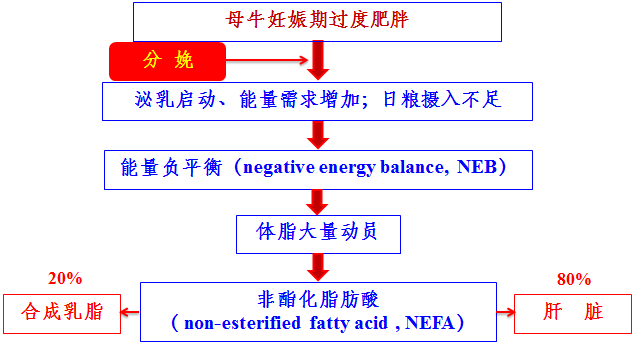 母牛妊娠期过度肥胖
分 娩
泌乳启动、能量需求增加；日粮摄入不足
能量负平衡（negative energy balance, NEB）
体脂大量动员
20%
80%
合成乳脂
非酯化脂肪酸
（ non-esterified fatty acid , NEFA）
肝 脏